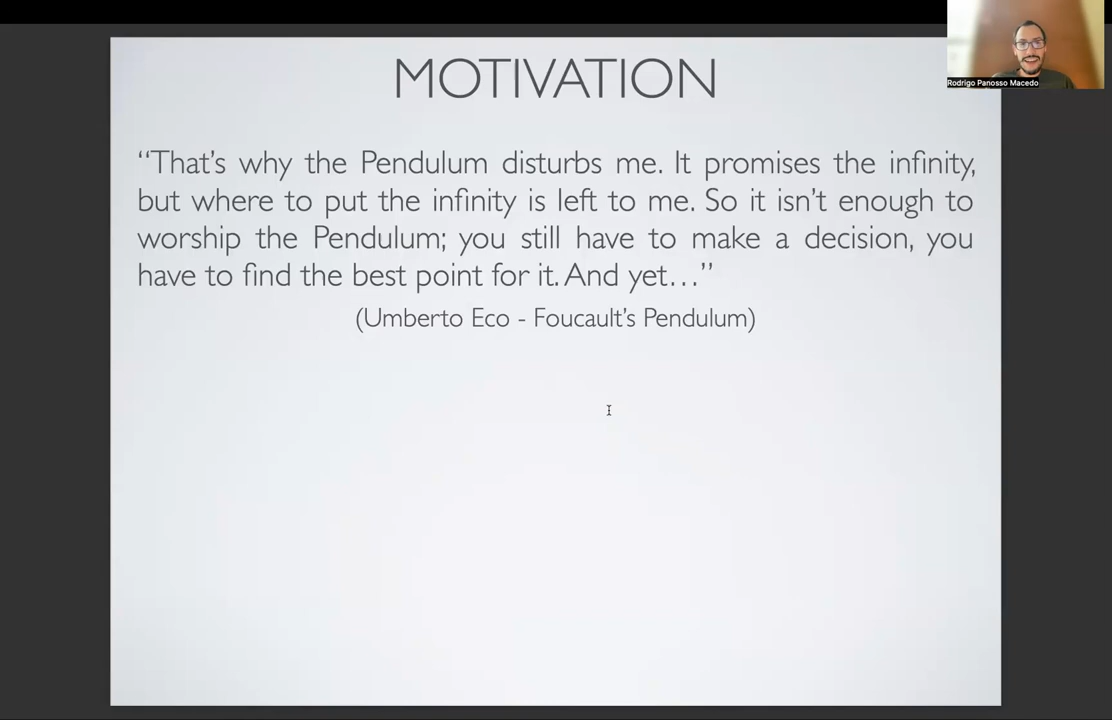 MOTIVATION
Rodrigo Panosso Macedo
“That’s why the Pendulum disturbs me. It promises the infinity,
but where to put the infinity is left to me. So it isn’t enough to
worship the Pendulum; you still have to make a decision, you
have to find the best point for it. And yet…”
(Umberto Eco - Foucault’s Pendulum)